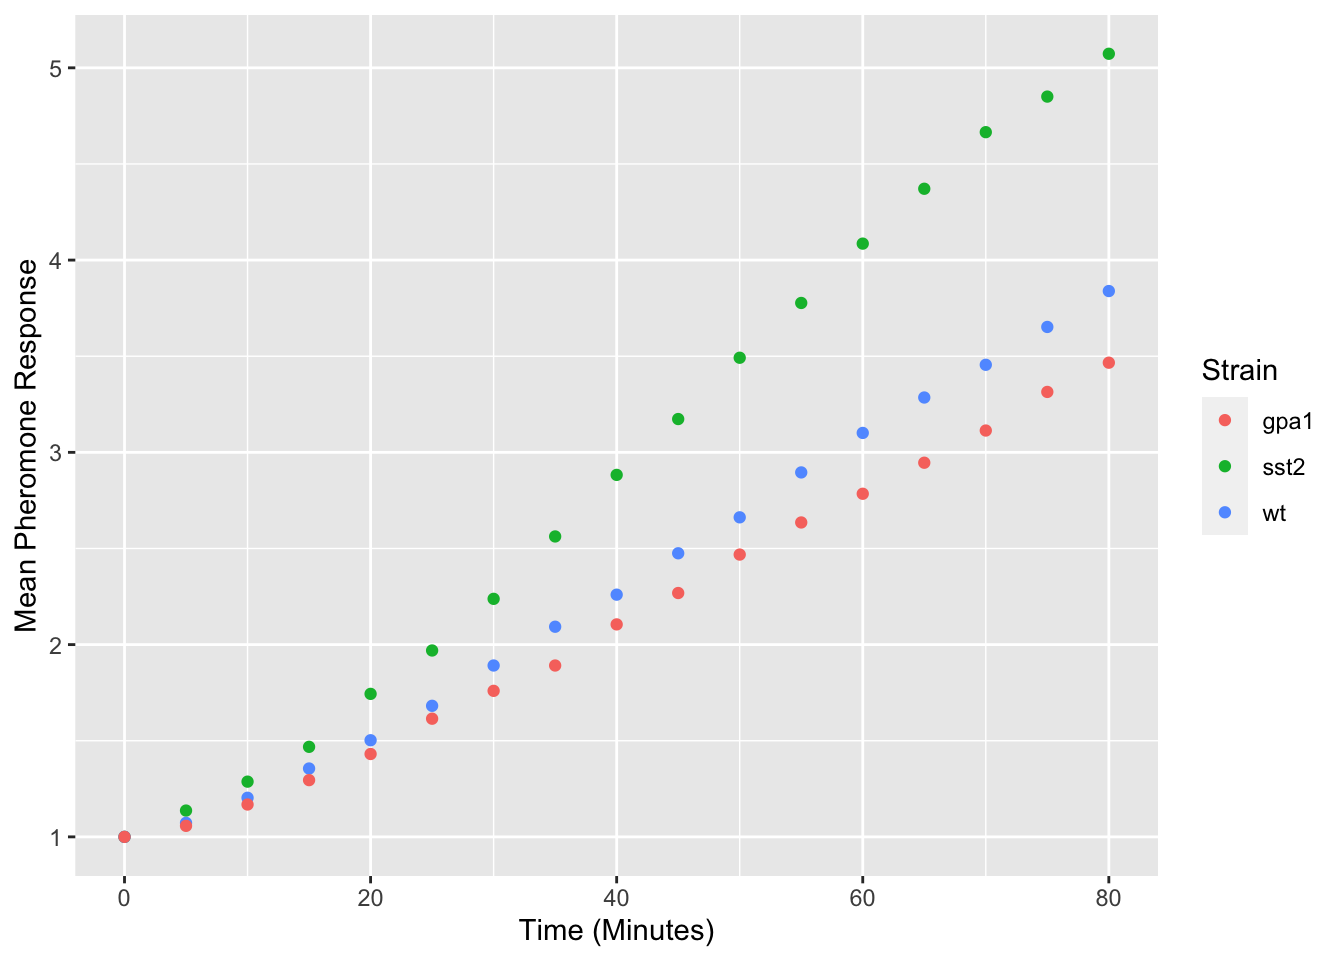 5
4
3
2
1
Mean Pheromone Response
0 20 40 60 80
Time (Minutes)
Strain
gpa1
sst2
wt